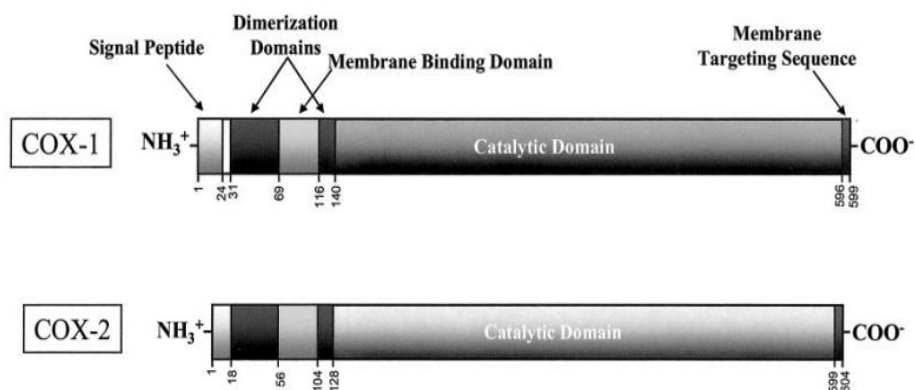 Dimerization
Domains
Signal Peptide
Membrane Binding Domain
Membrane
Targeting Sequence
COX-1
NH3+
Catalytic Domain
COO-
1
24
31
69
116
140
596
599
COX-2
NH3+
Catalytic Domain
COO-
1
18
56
104
128
599
604